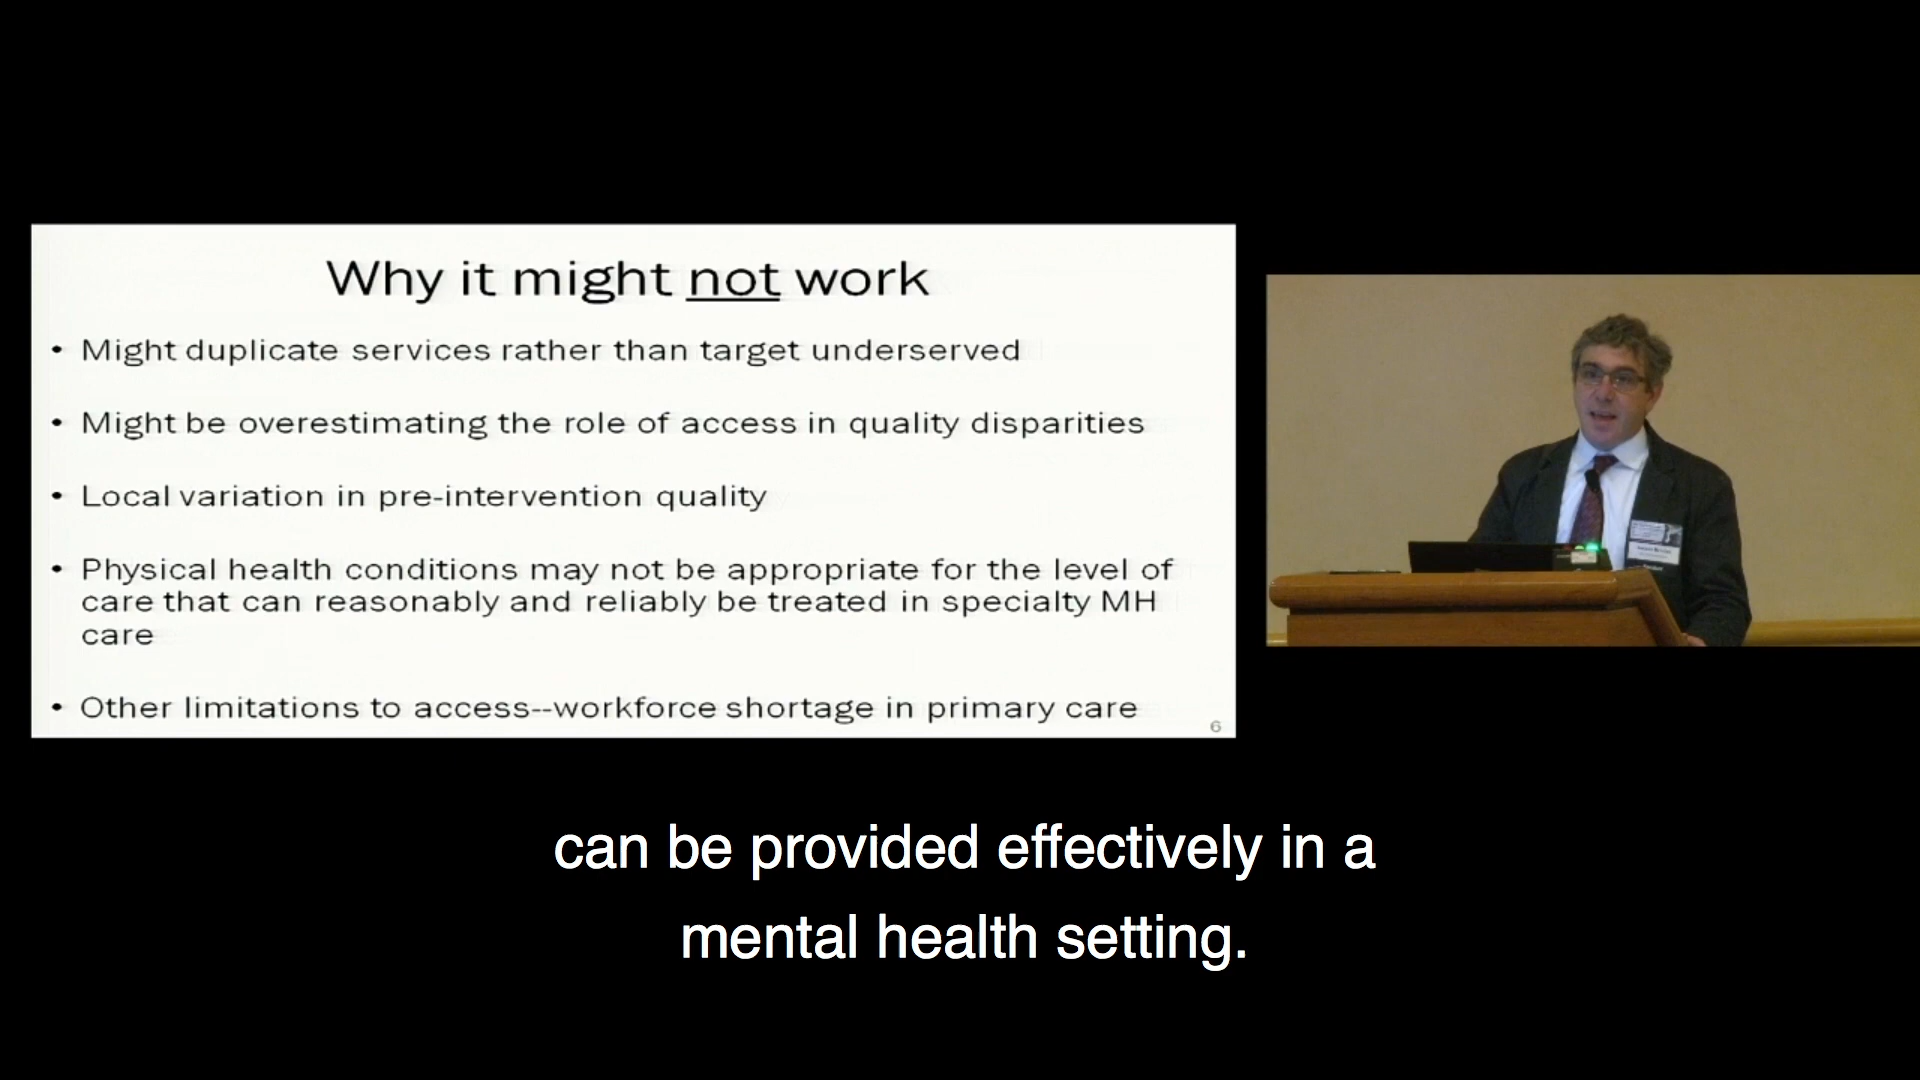 Why it might not work
• Might duplicate services rather than target underserved
• Might be overestimating the role of access in quality disparities
• Local variation in pre-intervention quality
• Physical health conditions may not be appropriate for the level of
care that can reasonably and reliably be treated in specialty MH
care
• Other limitations to access--workforce shortage in primary care
6
can be provided effectively in a
mental health setting.